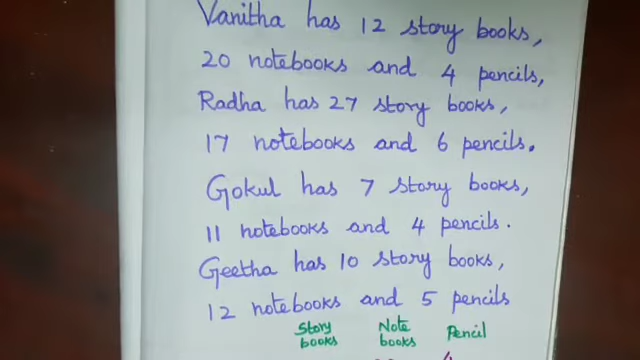 Vanitha has 12 story books,
20 notebooks and 4 pencils,
Radha has 27 story books,
17 notebooks and 6 pencils.
Gokul has 7 story books,
11 notebooks and 4 pencils.
Geetha has 10 story books,
12 notebooks and 5 pencils
Story books Note books Pencil